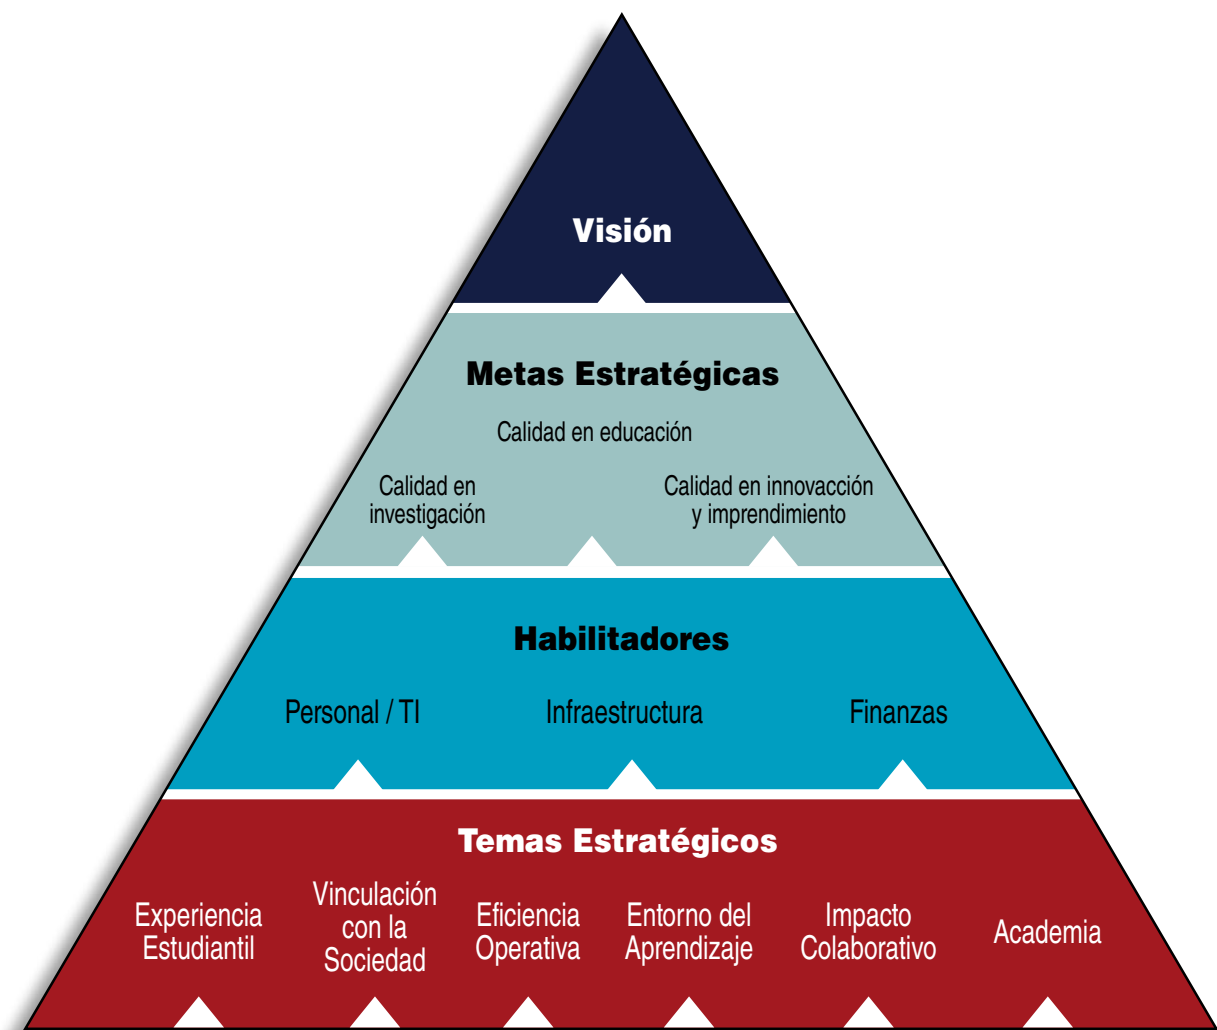 Visión
Metas Estratégicas
Calidad en educación
Calidad en
investigación
Calidad en innovacción
y imprendimiento
Habilitadores
Personal / TI
Infraestructura
Finanzas
Temas Estratégicos
Experiencia
Estudiantil
Vinculación
con la
Sociedad
Eficiencia
Operativa
Entorno del
Aprendizaje
Impacto
Colaborativo
Academia